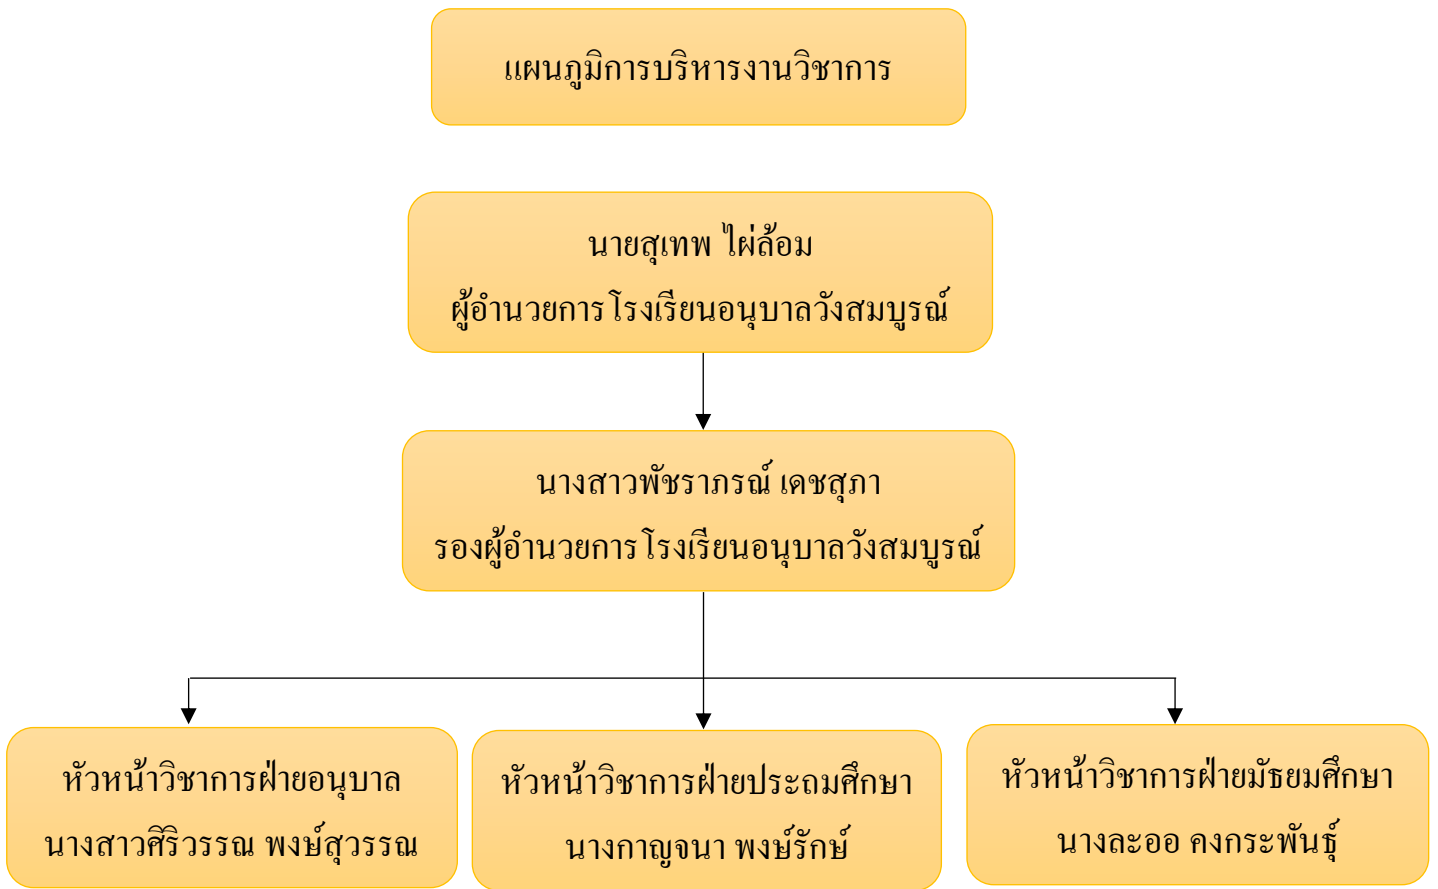 แผนภูมิการบริหารงานวิชาการ
นายสุเทพ ไผ่ล้อม
ผู้อำนวยการโรงเรียนอนุบาลวังสมบูรณ์
นางสาวพัชราภรณ์ เดชสุภา
รองผู้อำนวยการโรงเรียนอนุบาลวังสมบูรณ์
หัวหน้าวิชาการฝ่ายอนุบาล
นางสาวศิริวรรณ พงษ์สุวรรณ
หัวหน้าวิชาการฝ่ายประถมศึกษา
นางกาญจนา พงษ์รักษ์
หัวหน้าวิชาการฝ่ายมัธยมศึกษา
นางละออ คงกระพันธุ์